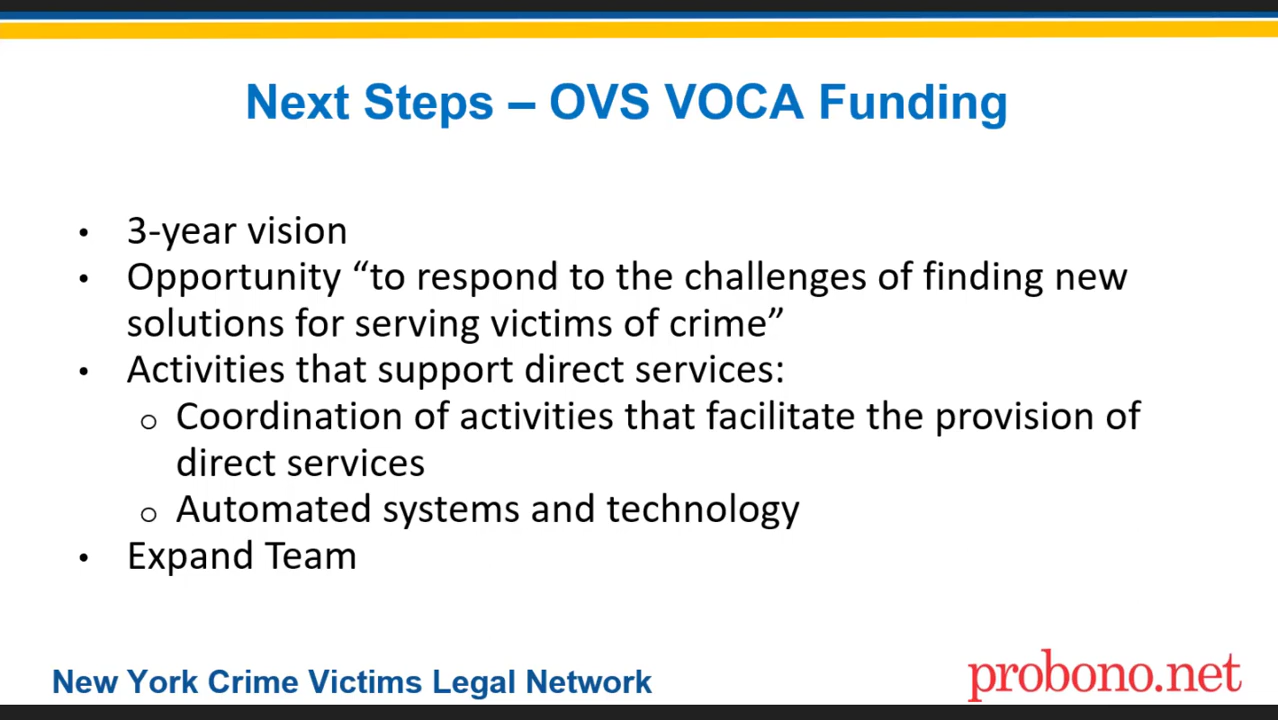 Next Steps – OVS VOCA Funding
• 3-year vision
• Opportunity “to respond to the challenges of finding new
solutions for serving victims of crime”
• Activities that support direct services:
o Coordination of activities that facilitate the provision of
direct services
o Automated systems and technology
• Expand Team
New York Crime Victims Legal Network
probono.net